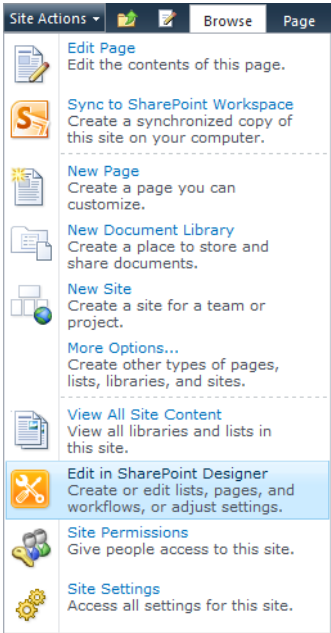 Site Actions Browse Page
Edit Page
Edit the contents of this page.
Sync to SharePoint Workspace
Create a synchronized copy of
this site on your computer.
New Page
Create a page you can
customize.
New Document Library
Create a place to store and
share documents.
New Site
Create a site for a team or
project.
More Options...
Create other types of pages,
lists, libraries, and sites.
View All Site Content
View all libraries and lists in
this site.
Edit in SharePoint Designer
Create or edit lists, pages, and
workflows, or adjust settings.
Site Permissions
Give people access to this site.
Site Settings
Access all settings for this site.